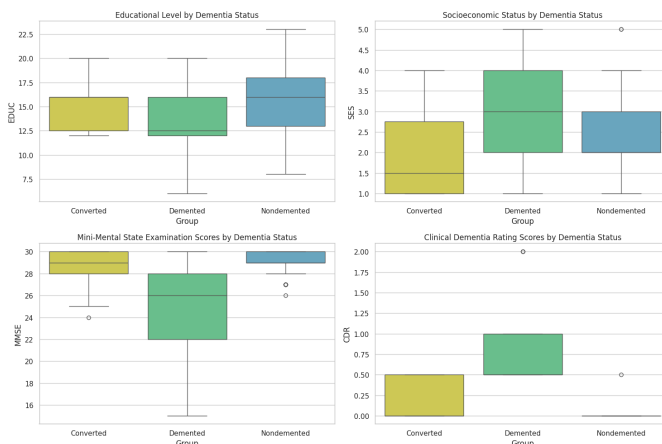 Educational Level by Dementia Status
EDUC
22.5
20.0
17.5
15.0
12.5
10.0
7.5
Converted Demented Nondemented
Group
Socioeconomic Status by Dementia Status
SES
5.0
4.5
4.0
3.5
3.0
2.5
2.0
1.5
1.0
Converted Demented Nondemented
Group
Mini-Mental State Examination Scores by Dementia Status
MMSE
30
28
26
24
22
20
18
16
Converted Demented Nondemented
Group
Clinical Dementia Rating Scores by Dementia Status
CDR
2.00
1.75
1.50
1.25
1.00
0.75
0.50
0.25
0.00
Converted Demented Nondemented
Group